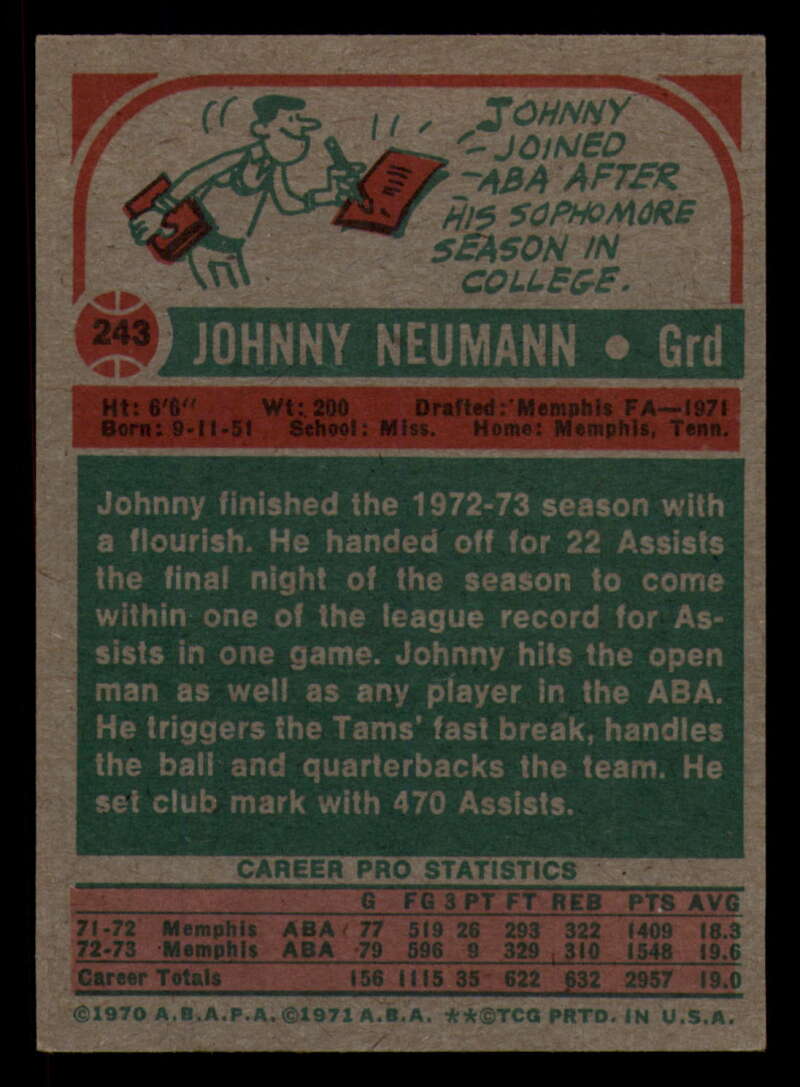 JOHNNY
JOINED
ABA AFTER
HIS SOPHOMORE
SEASON IN
COLLEGE.
243 JOHNNY NEUMANN • Grd
Ht: 6'6" Wt: 200 Drafted: Memphis FA—1971
Born: 9-11-51 School: Miss. Home: Memphis, Tenn.
Johnny finished the 1972-73 season with
a flourish. He handed off for 22 Assists
the final night of the season to come
within one of the league record for As-
sists in one game. Johnny hits the open
man as well as any player in the ABA.
He triggers the Tams' fast break, handles
the ball and quarterbacks the team. He
set club mark with 470 Assists.
CAREER PRO STATISTICS
G FG 3 PT FT REB PTS AVG
71-72 Memphis ABA 77 519 26 293 322 1409 18.3
72-73 Memphis ABA 79 596 9 329 310 1548 19.6
Career Totals 156 1115 35 622 632 2957 19.0
©1970 A.B.A.P.A. ©1971 A.B.A. **©TCG PRTD. IN U.S.A.